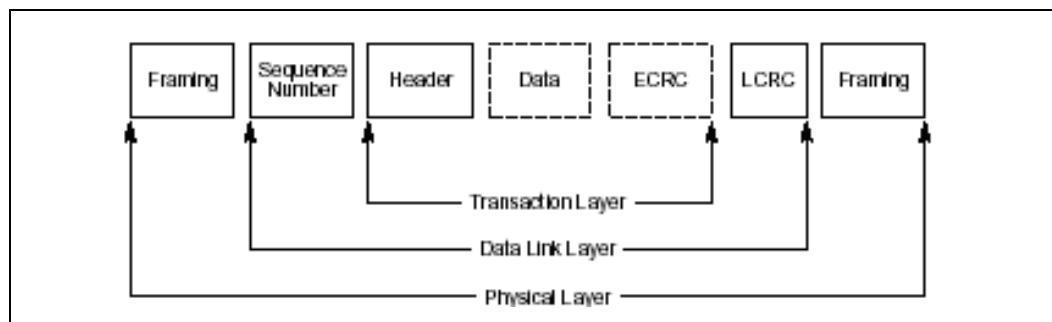 Framing
Sequence
Number
Header
Data
ECRC
LCRC
Framing
Transaction Layer
Data Link Layer
Physical Layer